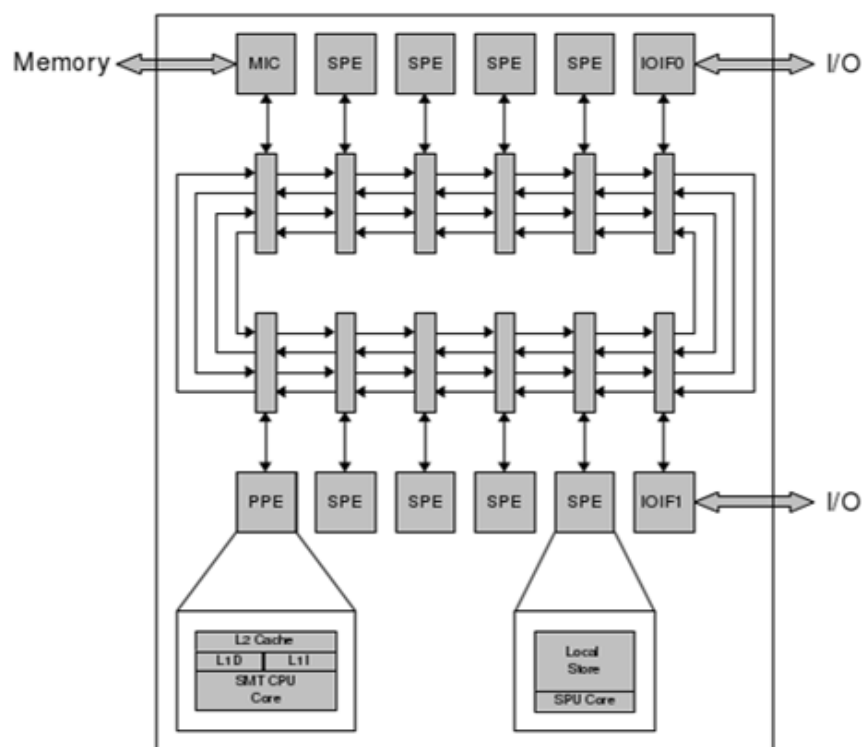 Memory MIC SPE SPE SPE SPE IOIF0 I/O
PPE SPE SPE SPE SPE IOIF1 I/O
L2 Cache
L1D L1I
SMT CPU
Core
Local
Store
SPU Core